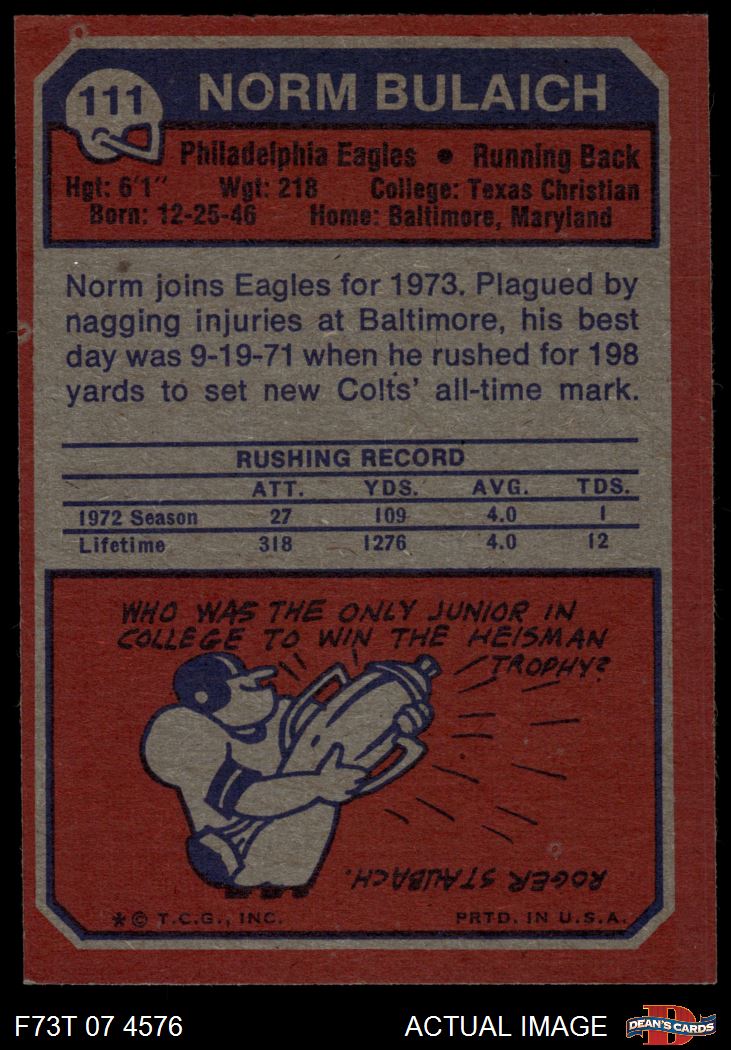 111
NORM BULAICH
Philadelphia Eagles • Running Back
Hgt: 6'1" Wgt: 218 College: Texas Christian
Born: 12-25-46 Home: Baltimore, Maryland
Norm joins Eagles for 1973. Plagued by
nagging injuries at Baltimore, his best
day was 9-19-71 when he rushed for 198
yards to set new Colts' all-time mark.
RUSHING RECORD
ATT. YDS. AVG. TDS.
1972 Season 27 109 4.0 1
Lifetime 318 1276 4.0 12
WHO WAS THE ONLY JUNIOR IN
COLLEGE TO WIN THE HEISMAN
TROPHY?
ROGER STAUBACH.
* © T.C.G., INC. PRTD. IN U.S.A.
F73T 07 4576 ACTUAL IMAGE
D
DEAN'S CARDS